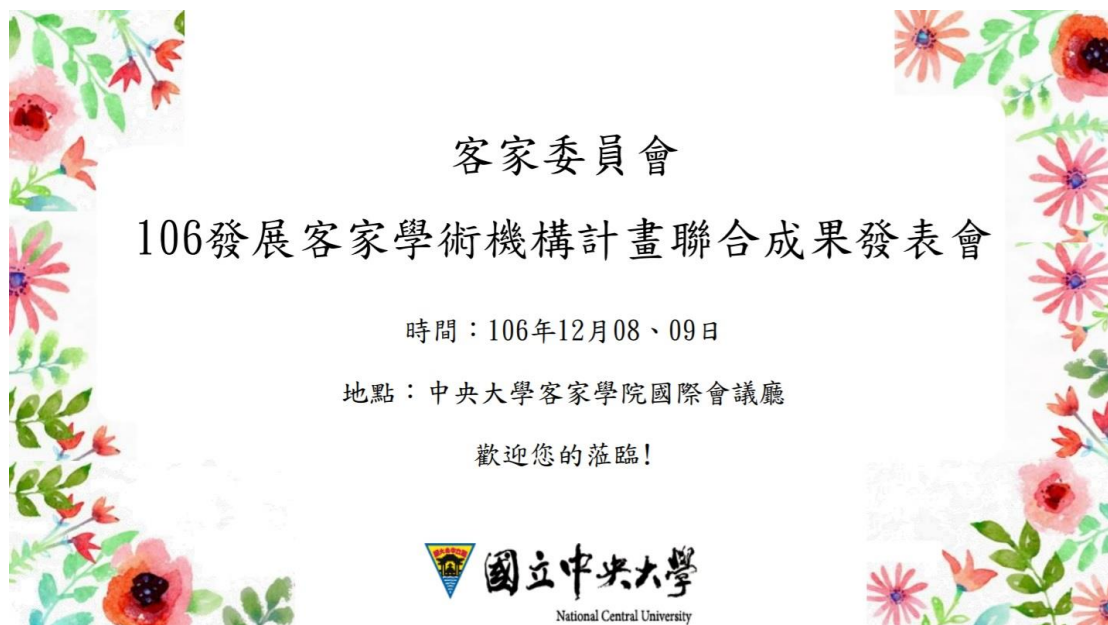 客家委員會
106發展客家學術機構計畫聯合成果發表會
時間：106年12月08、09日
地點：中央大學客家學院國際會議廳
歡迎您的蒞臨!
國立中央大學
National Central University